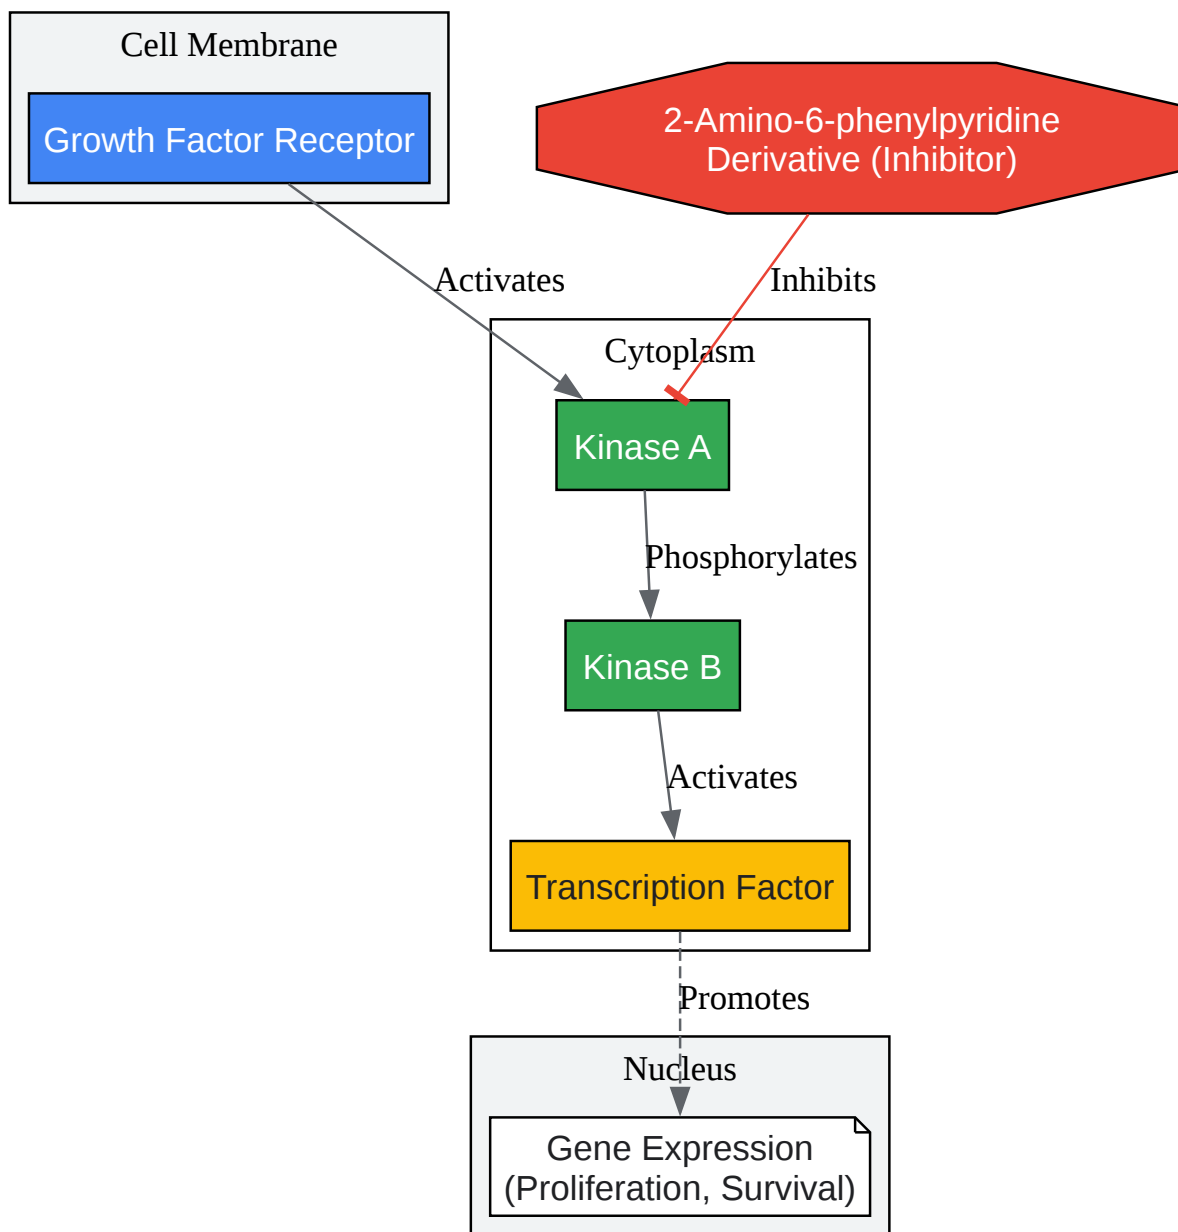 Cell Membrane
Growth Factor Receptor
2-Amino-6-phenylpyridine
Derivative (Inhibitor)
Activates
Inhibits
Cytoplasm
Kinase A
Phosphorylates
Kinase B
Activates
Transcription Factor
Promotes
Nucleus
Gene Expression
(Proliferation, Survival)